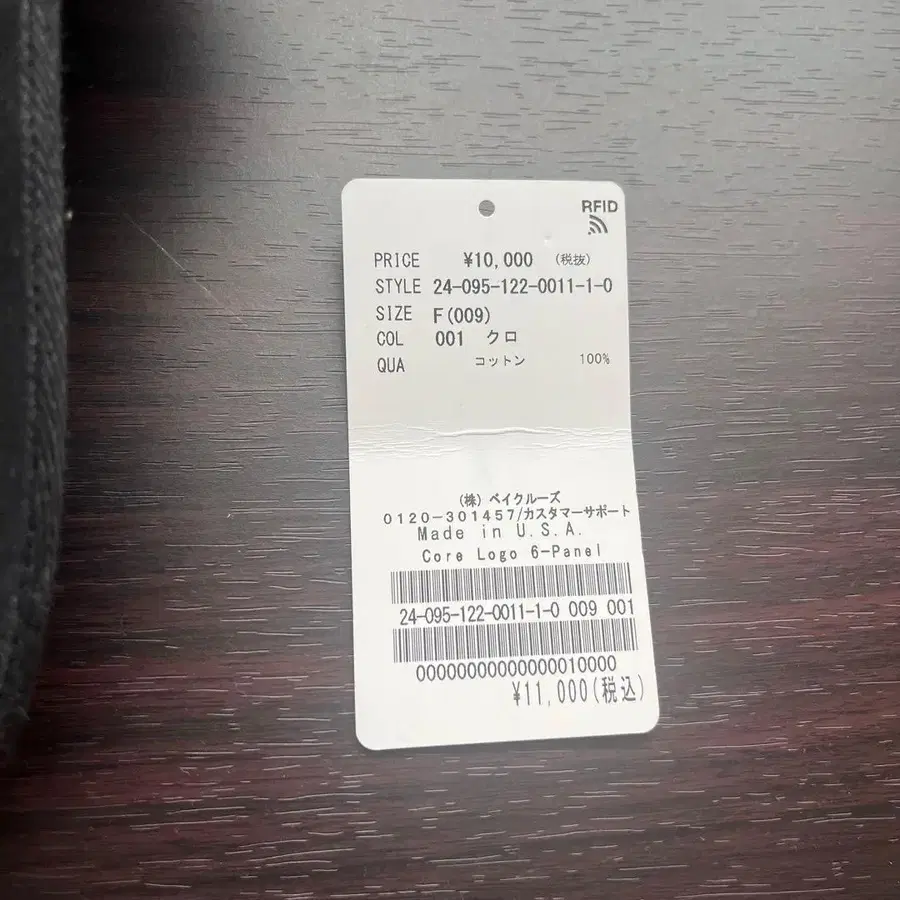 RFID
PRICE ¥10,000 (税抜)
STYLE 24-095-122-0011-1-0
SIZE F(009)
COL 001 クロ
QUA コットン 100%
(株)ベイクルーズ
0120-301457/カスタマーサポート
Made in U.S.A.
Core Logo 6-Panel
24-095-122-0011-1-0 009 001
00000000000000010000
¥11,000(税込)